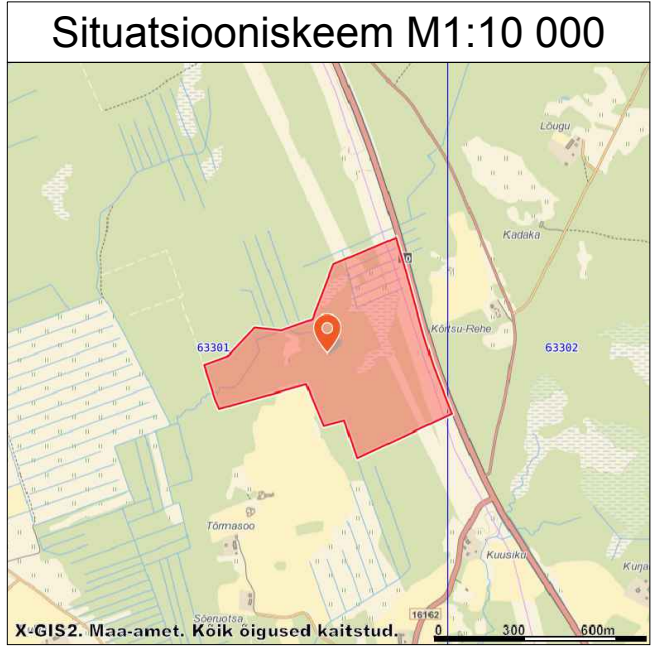 Situatsiooniskeem M1:10 000
Lõugu
Kadaka
Kõrtsu-Rehe
63301
63302
Tõrmasoo
Kuusiku
Kurja
Sõeruotsa
16162
X-GIS2. Maa-amet. Kõik õigused kaitstud.
0 300 600m